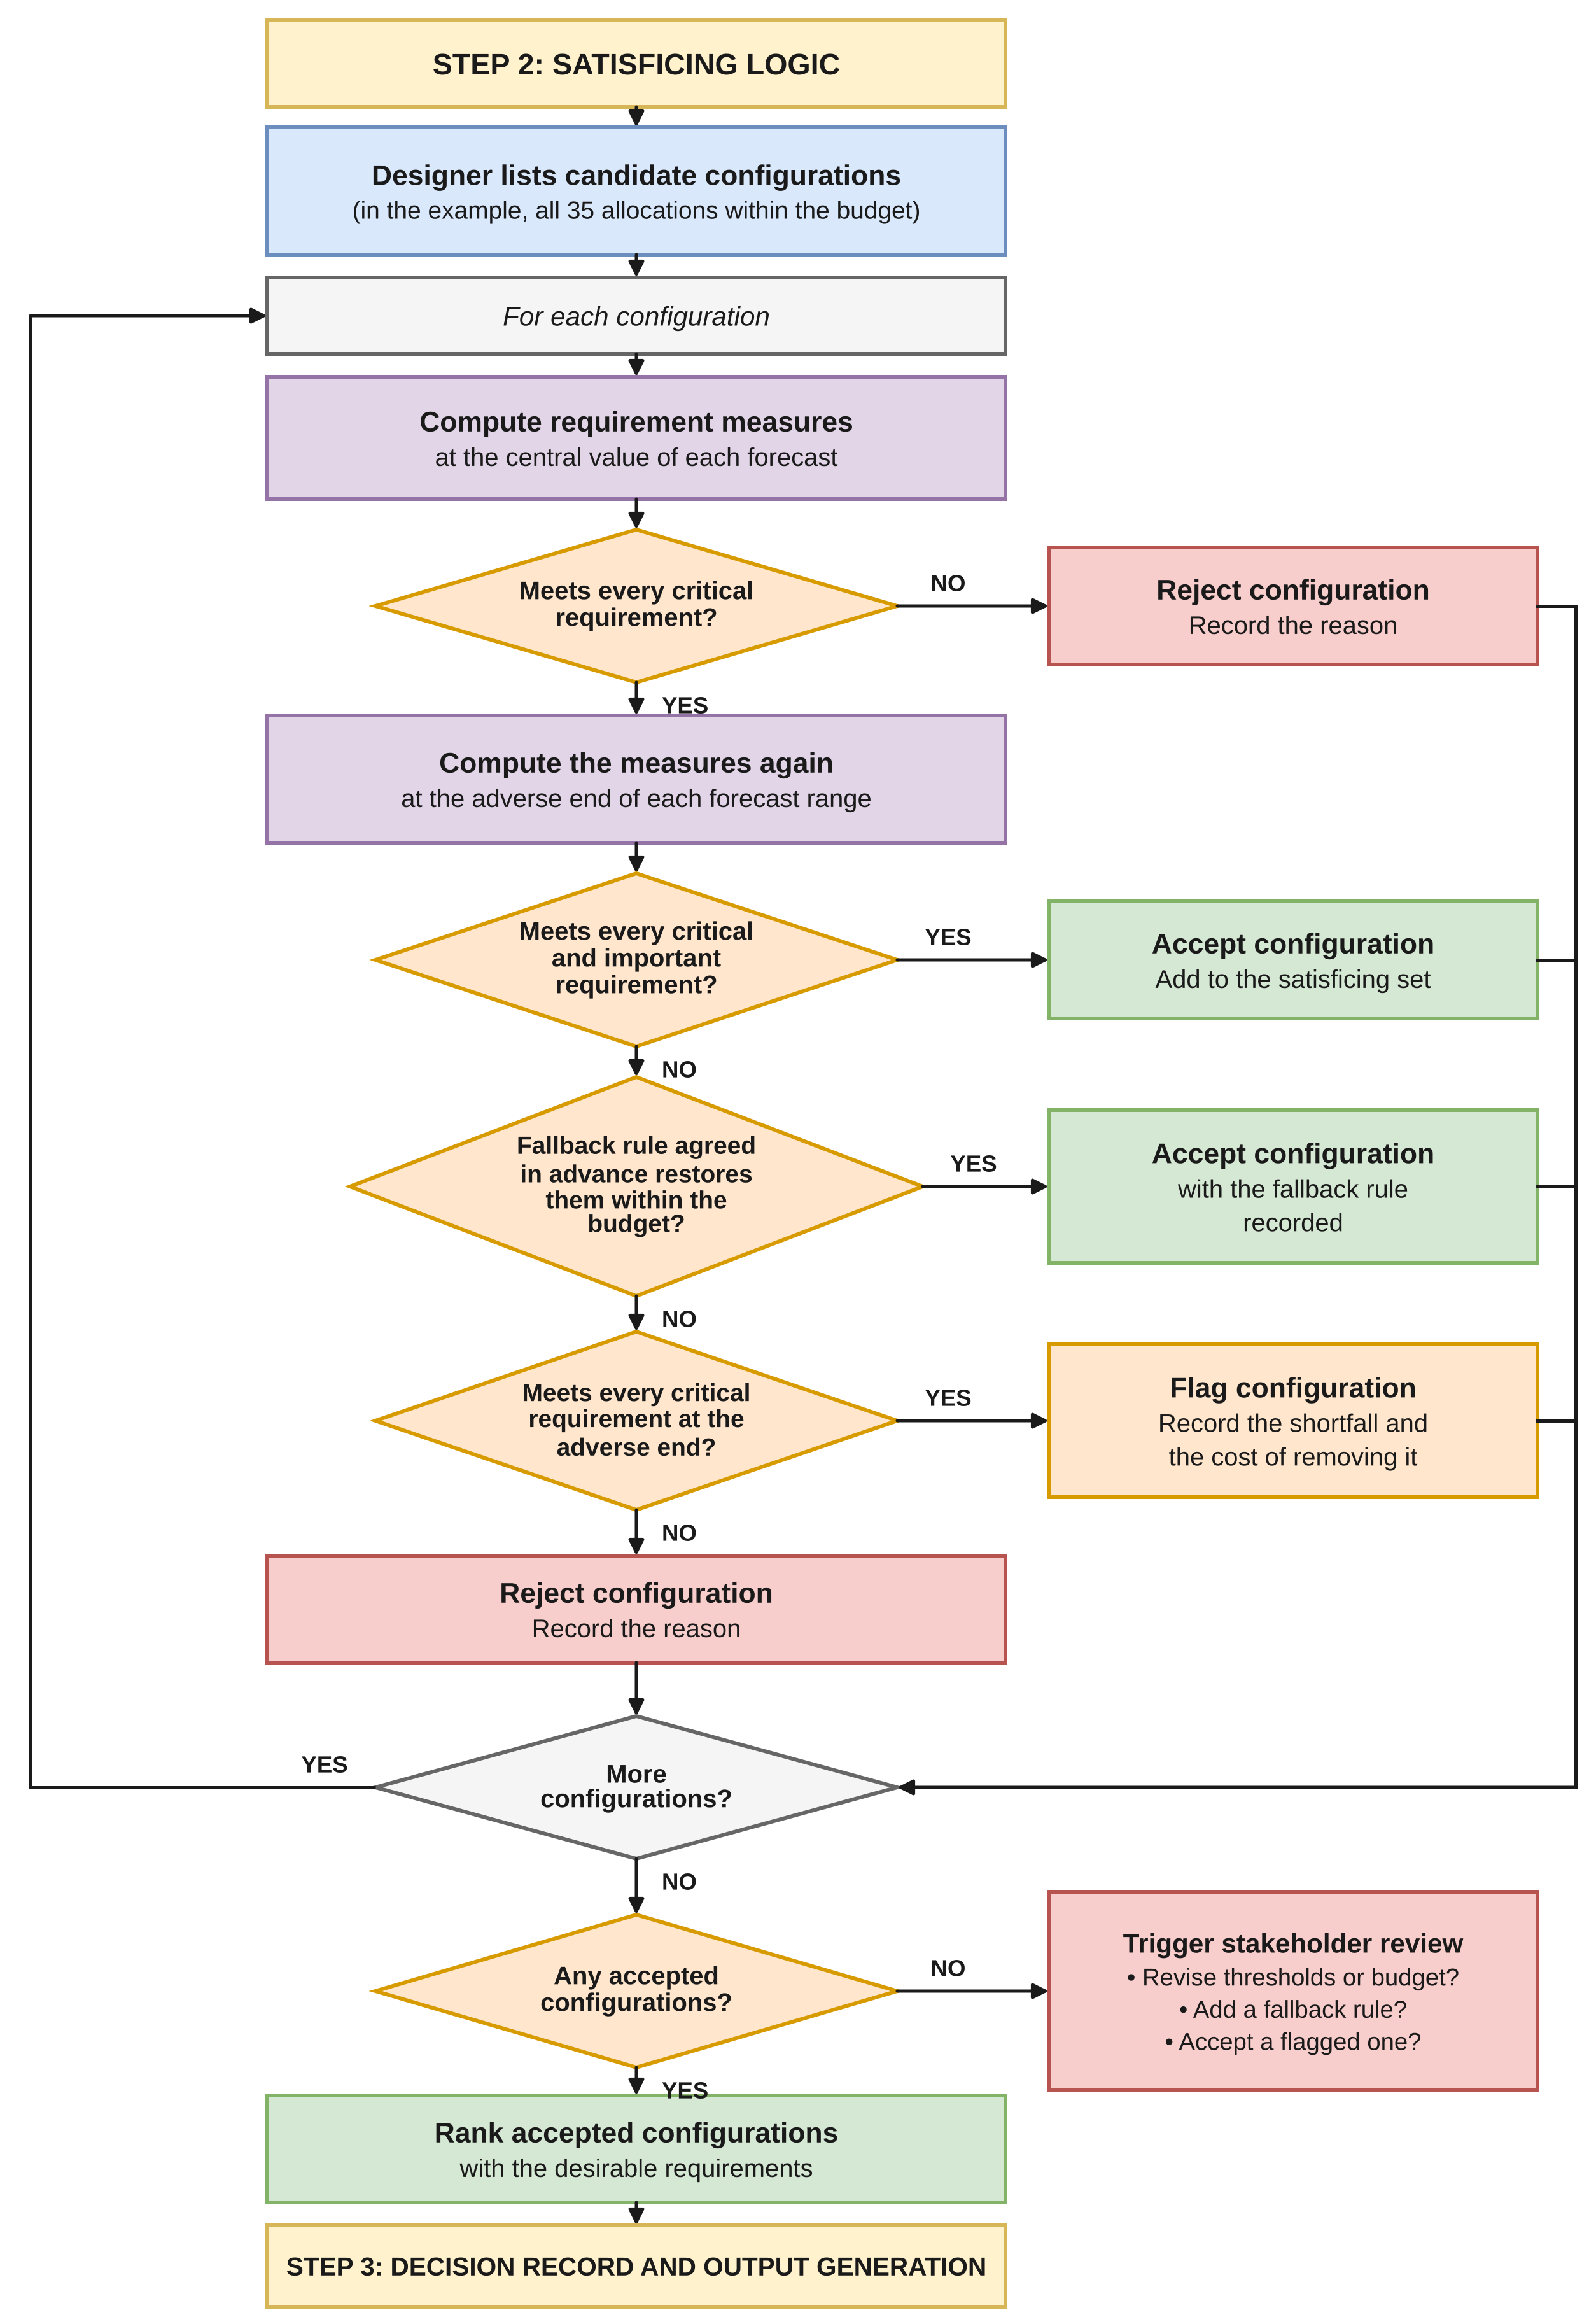 STEP 2: SATISFICING LOGIC
Designer lists candidate configurations
(in the example, all 35 allocations within the budget)
For each configuration
Compute requirement measures
at the central value of each forecast
Meets every critical
requirement?
NO
Reject configuration
Record the reason
YES
Compute the measures again
at the adverse end of each forecast range
Meets every critical
and important
requirement?
YES
Accept configuration
Add to the satisficing set
NO
Fallback rule agreed
in advance restores
them within the
budget?
YES
Accept configuration
with the fallback rule
recorded
NO
Meets every critical
requirement at the
adverse end?
YES
Flag configuration
Record the shortfall and
the cost of removing it
NO
Reject configuration
Record the reason
YES
More
configurations?
NO
Any accepted
configurations?
NO
Trigger stakeholder review
• Revise thresholds or budget?
• Add a fallback rule?
• Accept a flagged one?
YES
Rank accepted configurations
with the desirable requirements
STEP 3: DECISION RECORD AND OUTPUT GENERATION